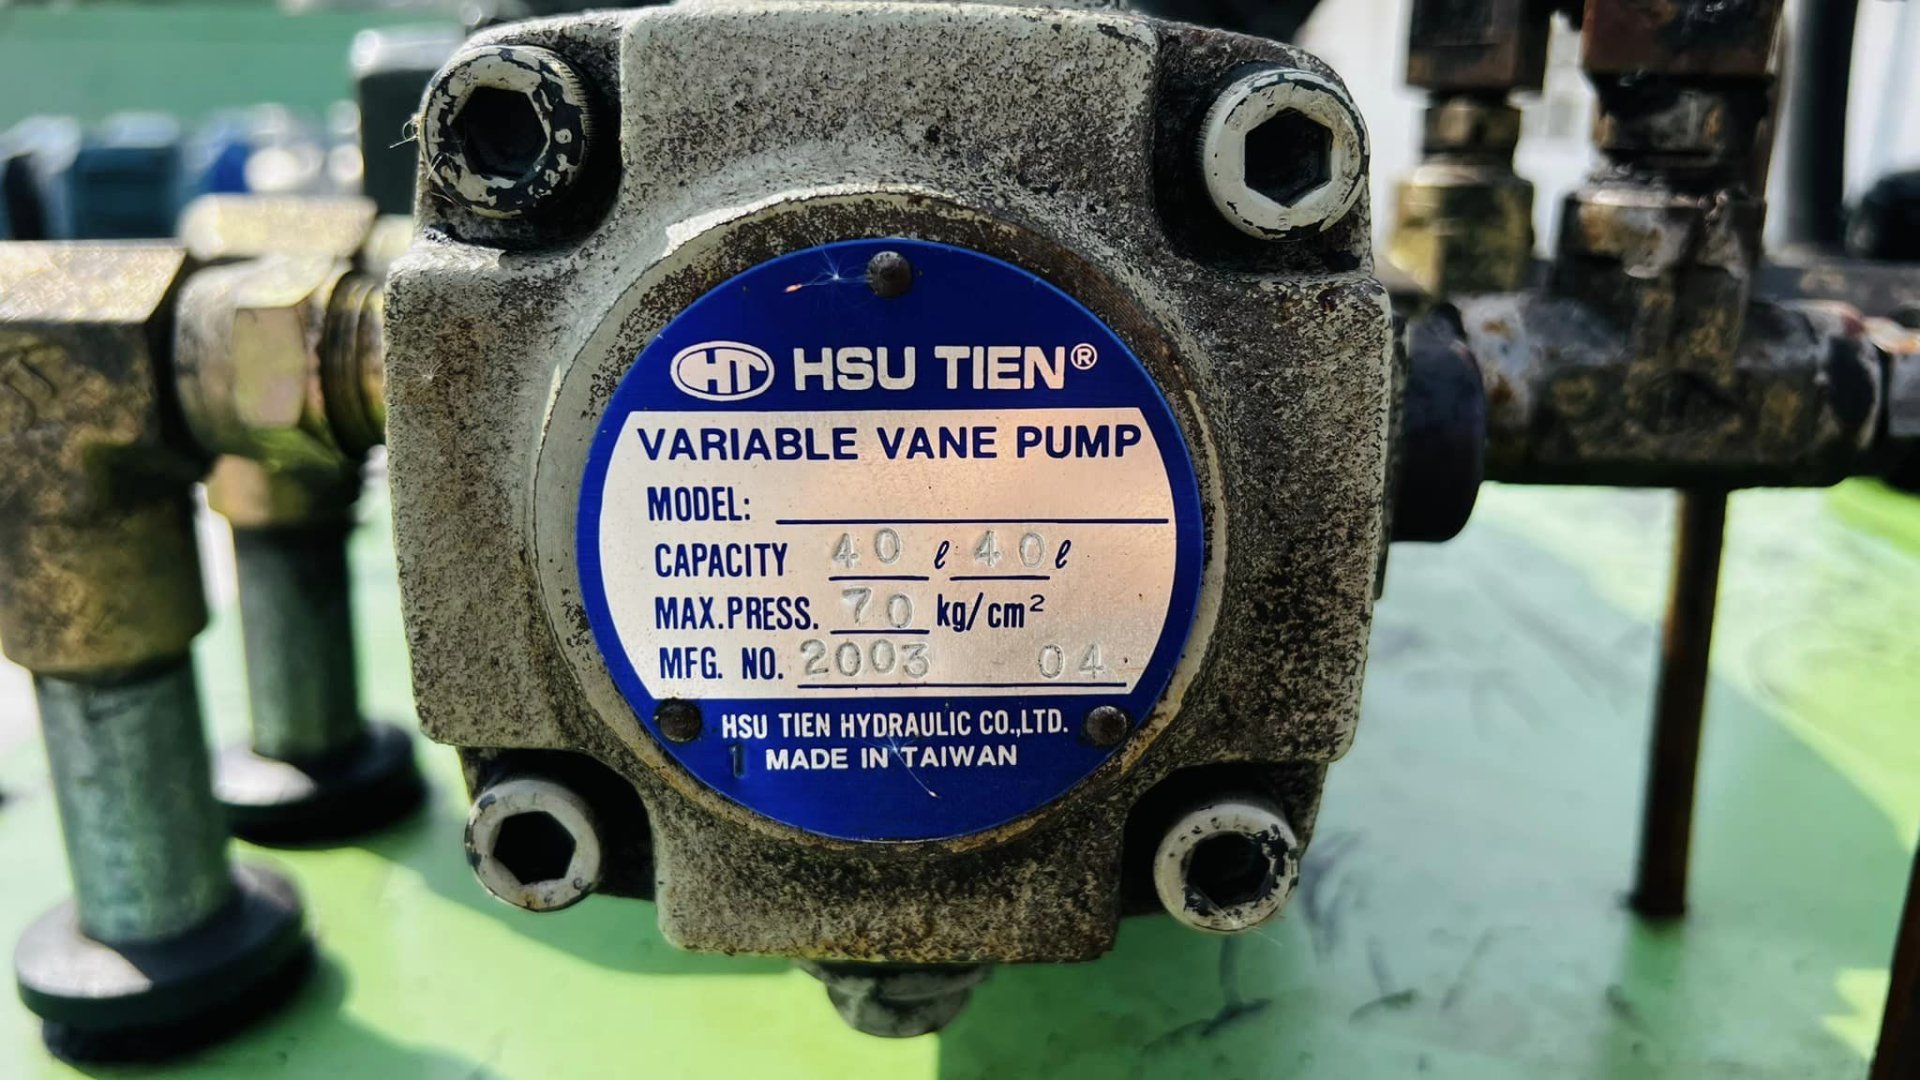 HT HSU TIEN®
VARIABLE VANE PUMP
MODEL:
CAPACITY 40 ℓ 40 ℓ
MAX.PRESS. 70 kg/cm²
MFG. NO. 2003 04
HSU TIEN HYDRAULIC CO.,LTD.
1 MADE IN TAIWAN